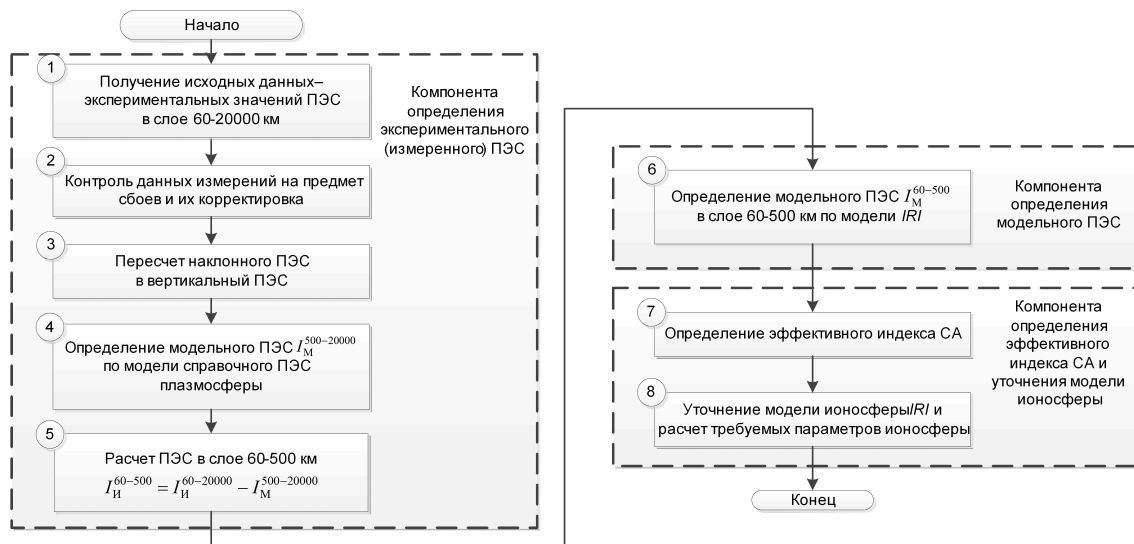 Начало
1
Получение исходных данных–
экспериментальных значений ПЭС
в слое 60-20000 км
Компонента
определения
экспериментального
(измеренного) ПЭС
2
Контроль данных измерений на предмет
сбоев и их корректировка
3
Пересчет наклонного ПЭС
в вертикальный ПЭС
4
Определение модельного ПЭС I_М^500–20000
по модели справочного ПЭС
плазмосферы
5
Расчет ПЭС в слое 60-500 км
I_И^60–500 = I_И^60–20000 − I_М^500–20000
6
Определение модельного ПЭС I_М^60–500
в слое 60-500 км по модели IRI
Компонента
определения
модельного ПЭС
7
Определение эффективного индекса СА
Компонента
определения
эффективного
индекса СА и
уточнения модели
ионосферы
8
Уточнение модели ионосферыIRI и
расчет требуемых параметров ионосферы
Конец